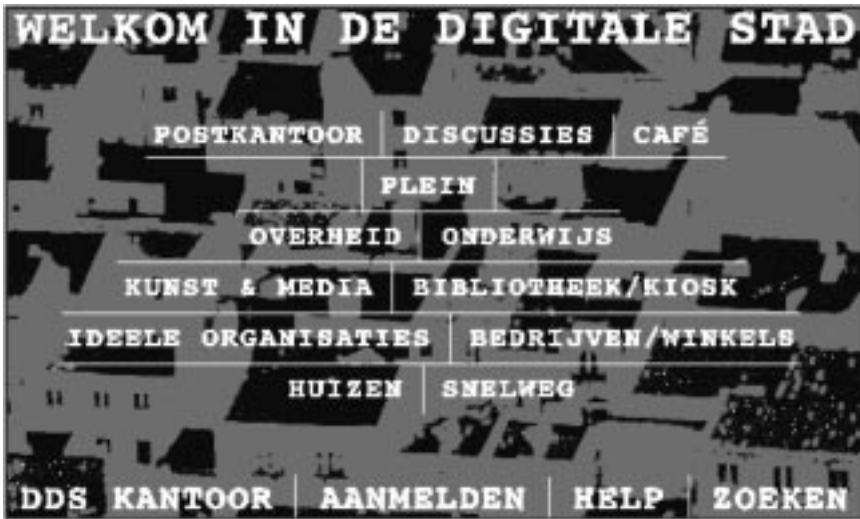 WELKOM IN DE DIGITALE STAD
POSTKANTOOR DISCUSSIES CAFÉ
PLEIN
OVERHEID ONDERWIJS
KUNST & MEDIA BIBLIOTHEEK/KIOSK
IDEELE ORGANISATIES BEDRIJVEN/WINKELS
HUIZEN SNELWEG
DDS KANTOOR AANMELDEN HELP ZOEKEN